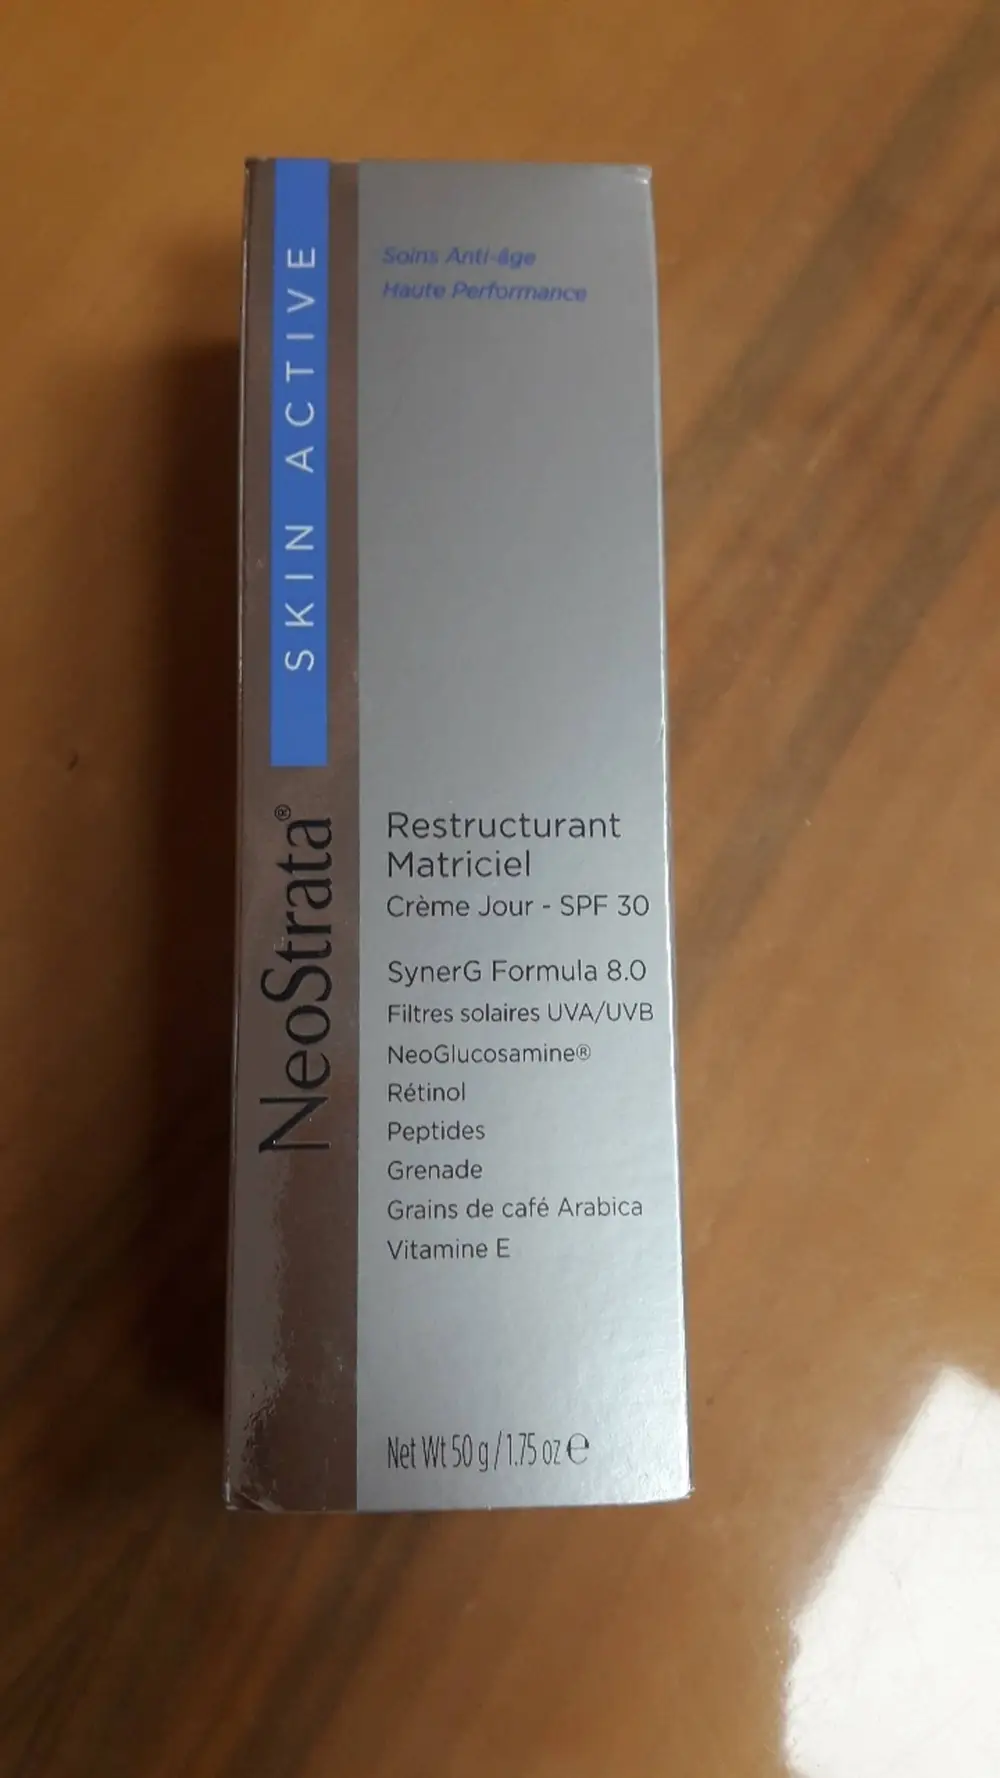 SKIN ACTIVE
NeoStrata®
Soins Anti-âge
Haute Performance
Restructurant
Matriciel
Crème Jour - SPF 30
SynerG Formula 8.0
Filtres solaires UVA/UVB
NeoGlucosamine®
Rétinol
Peptides
Grenade
Grains de café Arabica
Vitamine E
Net Wt 50 g / 1.75 oz ℮